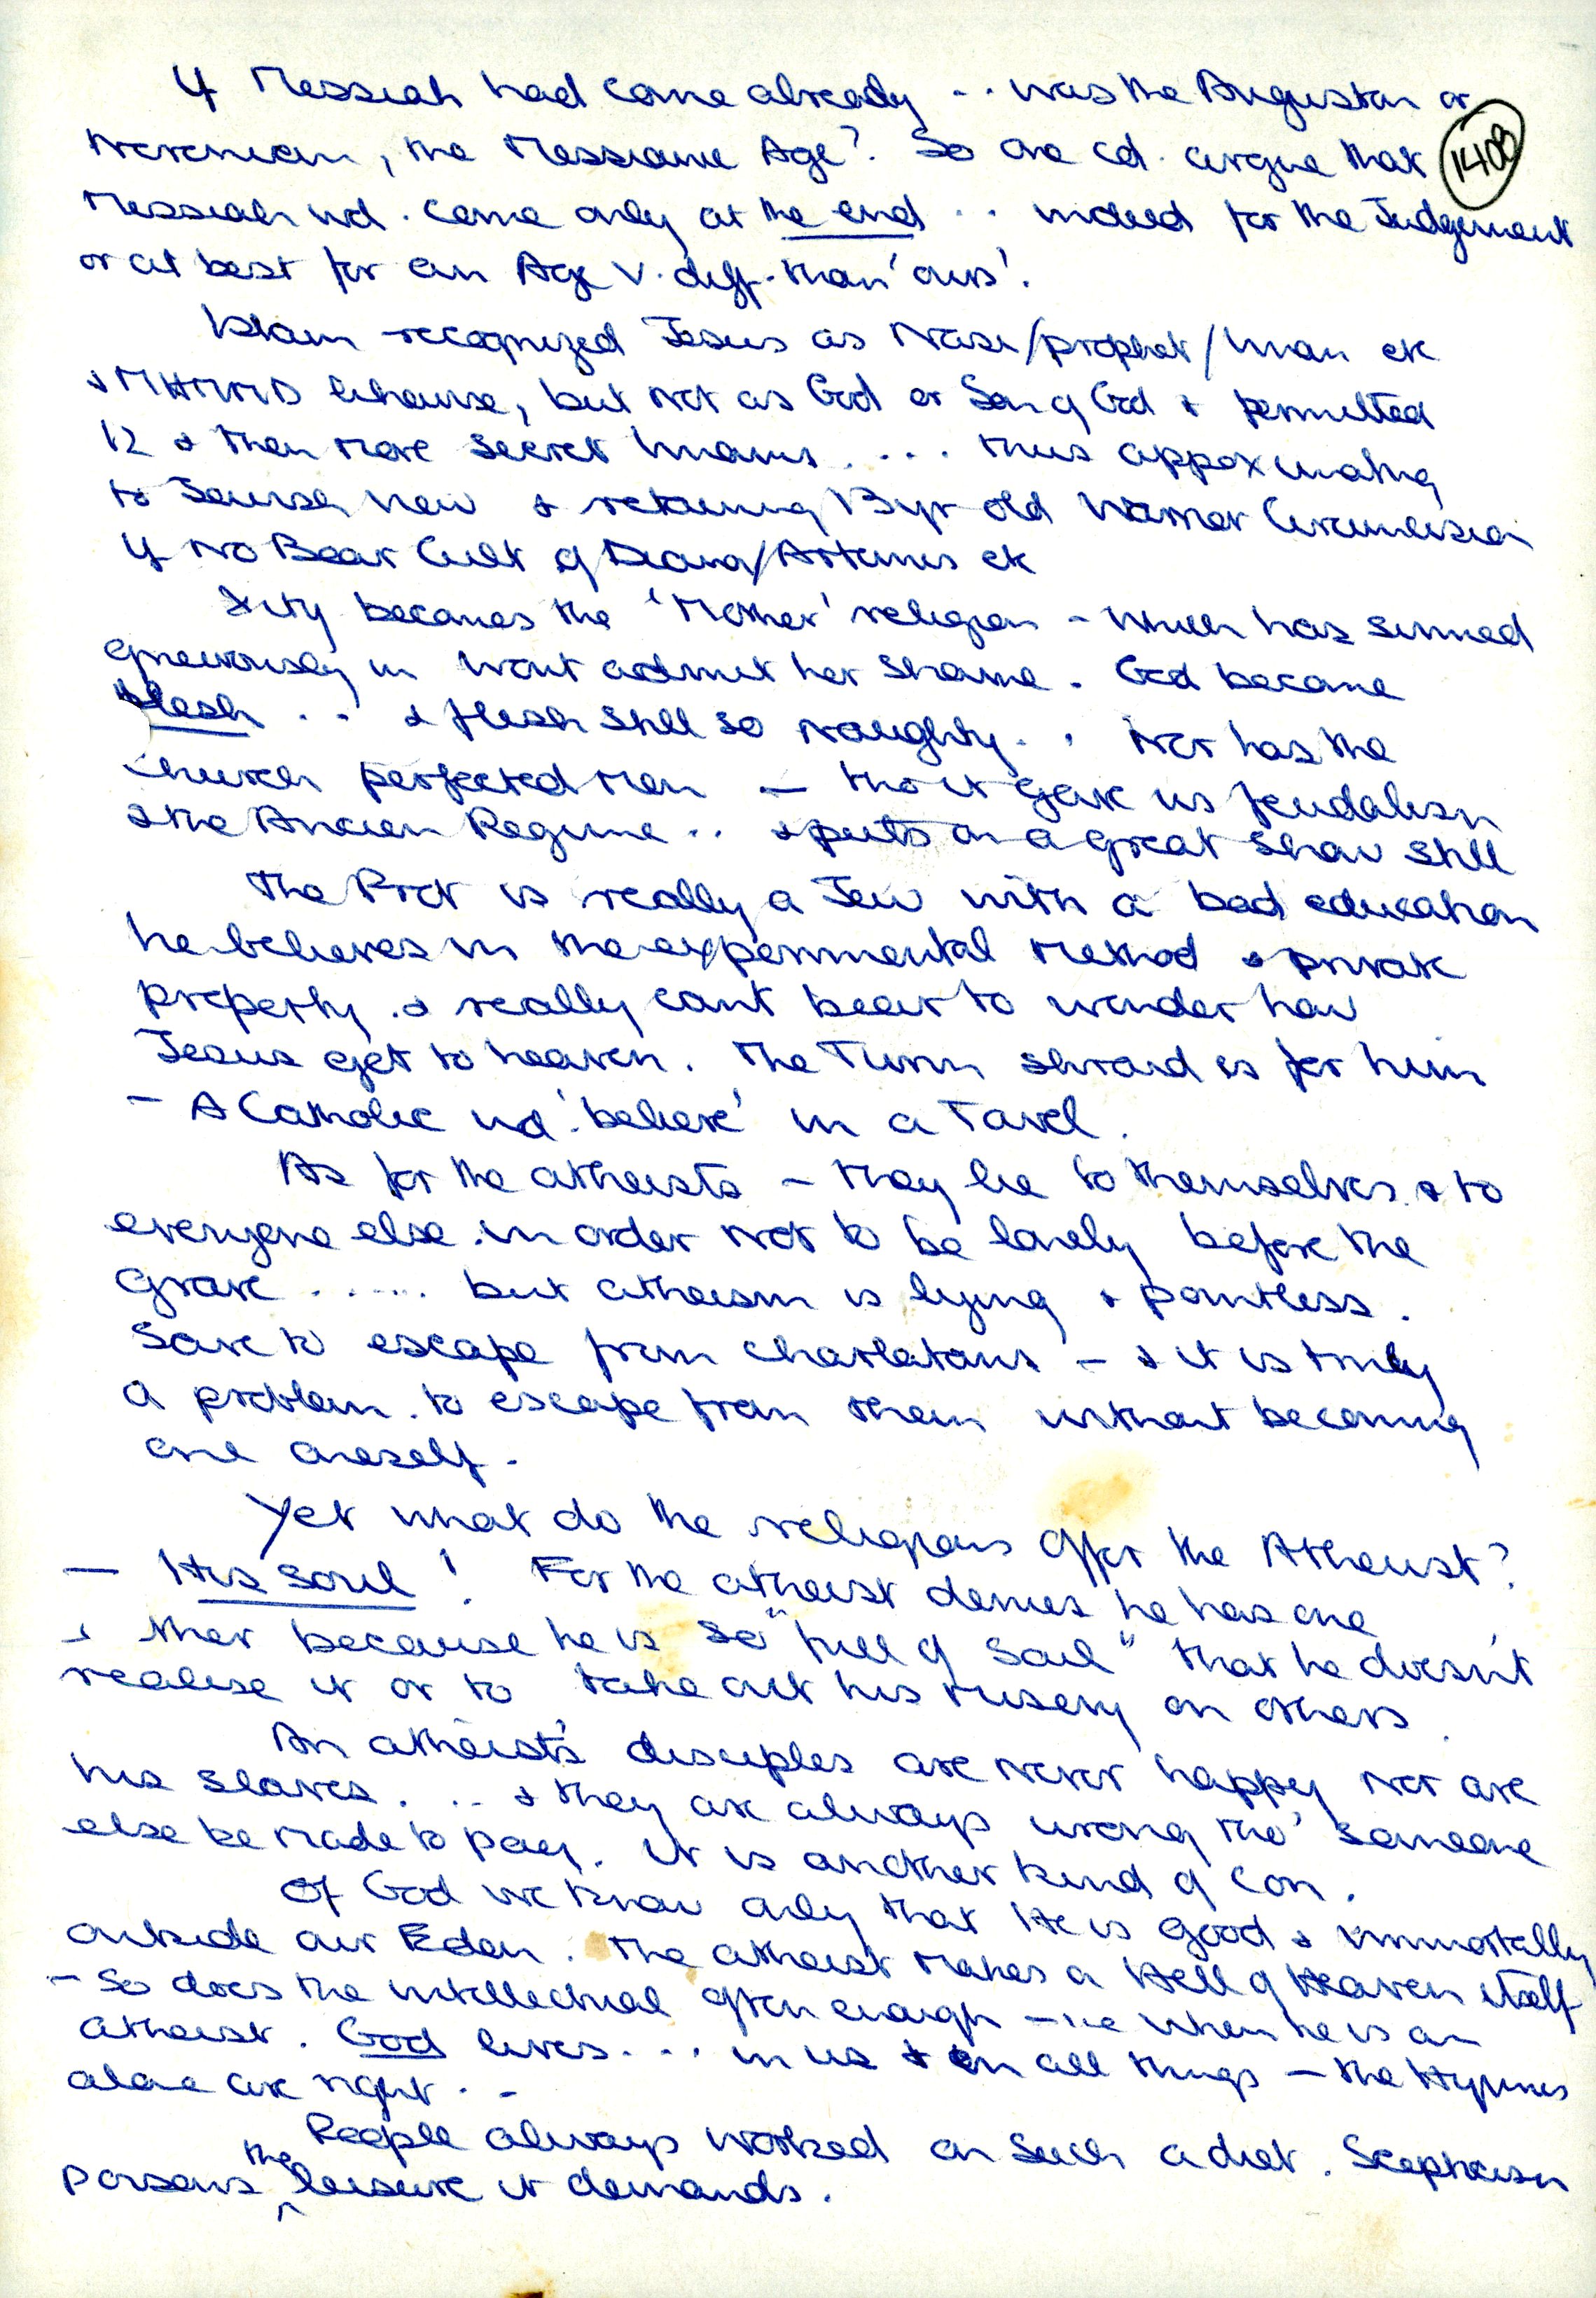 If Messiah had come already .. was the Augustan or
Neronian, the Messianic Age? So one cd. argue that
1408
Messiah wd. come only at the end .. indeed for the Judgement
or at best for an Age v. diff. than 'ours'.
Islam recognized Jesus as Nasi/prophet/Iman etc
& MHMMD likewise, but not as God or Son of God & permitted
12 & then more secret Imams .... thus approximating
to Jewish view & retaining 13yr old Warrior Circumcision
if no Bear Cult of Diana/Artemis etc
Xity becomes the 'Mother' religion - which has sinned
grievously in wont admit her shame. God became
flesh .. & flesh still so naughty .. Nor has the
Church perfected Men — tho it gave us feudalism
& the Ancien Regime .. & puts on a great show still
The Prot is really a Jew with a bad education
he believes in the experimental Method & private
property. & really cant bear to wonder how
Jesus got to heaven. The Turin shroud is for him
- A Catholic wd. 'believe' in a Towel.
As for the atheists - they lie to themselves & to
everyone else in order not to be lonely before the
grave ..... but atheism is lying & pointless.
Save to escape from charlatans - & it is truly
a problem. to escape from them without becoming
one oneself.
Yet what do the religions offer the Atheist?
— His soul! For the atheist denies he has one
& ther because he is so "full of Soul" that he doesn't
realise it or to take out his misery on others.
An atheist's disciples are never happy nor are
his slaves. .. & they are always wrong tho' someone
else be made to pay. It is another kind of Con.
Of God we know only that He is good & immortally
outside our Eden. The atheist makes a Hell of Heaven itself
- So does the intellectual often enough - ie when he is an
atheist. God lives ... in us & in all things - the Hymns
alone are right . . -
People always worked on such a diet. Scepticism
poisons the leisure it demands.